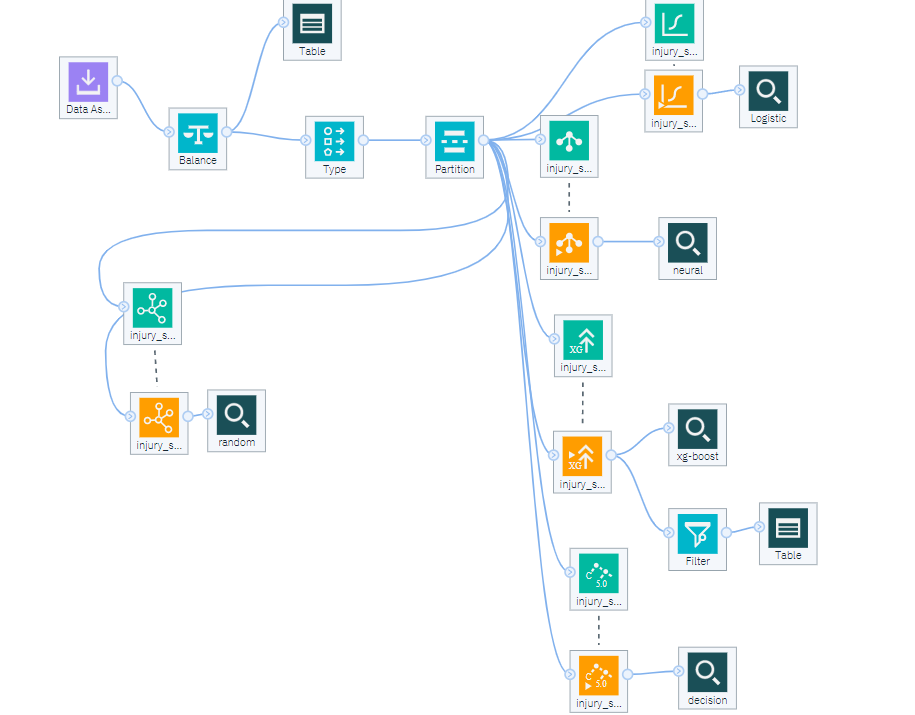 Table
injury_s...
Data As...
injury_s...
Logistic
Balance
Type
Partition
injury_s...
injury_s...
neural
injury_s...
XG
injury_s...
injury_s...
random
XG
injury_s...
xg-boost
Filter
Table
C 5.0
injury_s...
C 5.0
injury_s...
decision